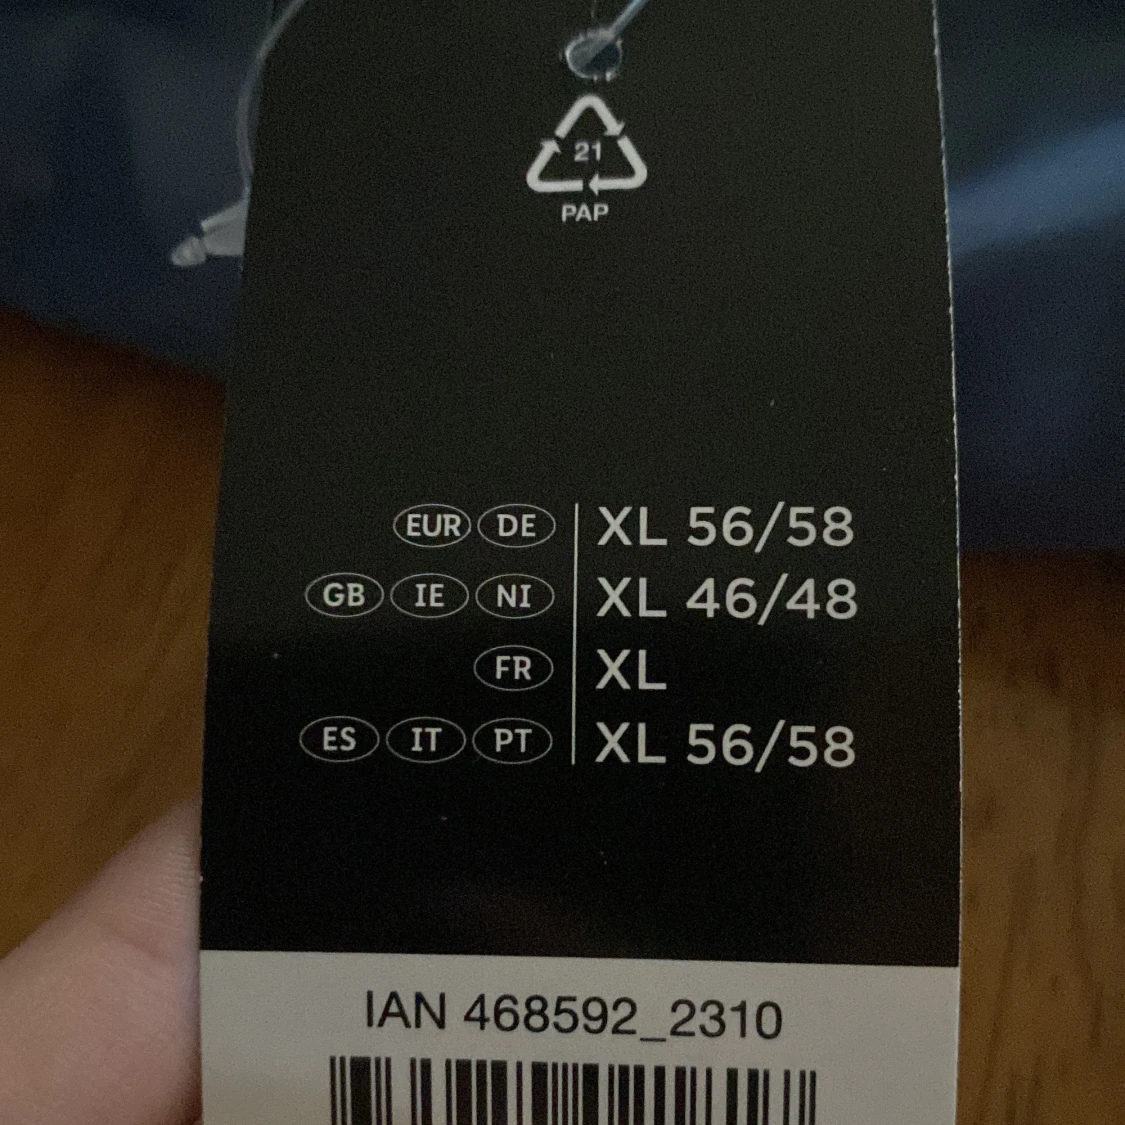 21
PAP
EUR DE XL 56/58
GB IE NI XL 46/48
FR XL
ES IT PT XL 56/58
IAN 468592_2310